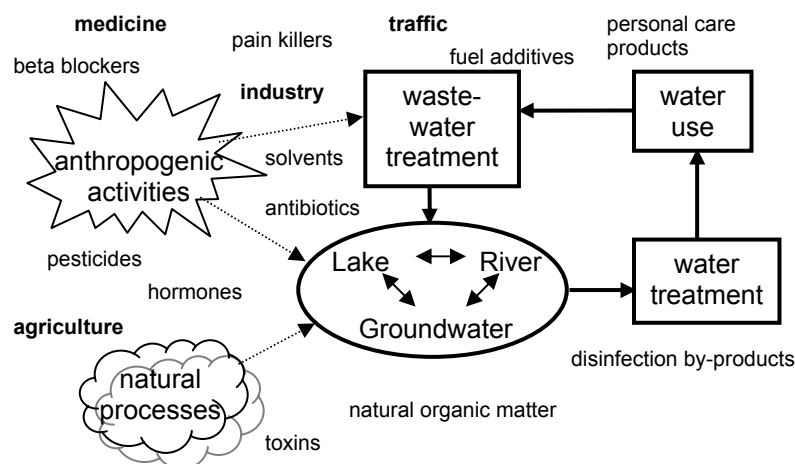 medicine
pain killers
traffic
personal care
products
beta blockers
fuel additives
industry
waste-
water
treatment
water
use
anthropogenic
activities
solvents
antibiotics
pesticides
Lake
River
water
treatment
hormones
Groundwater
agriculture
disinfection by-products
natural
processes
natural organic matter
toxins